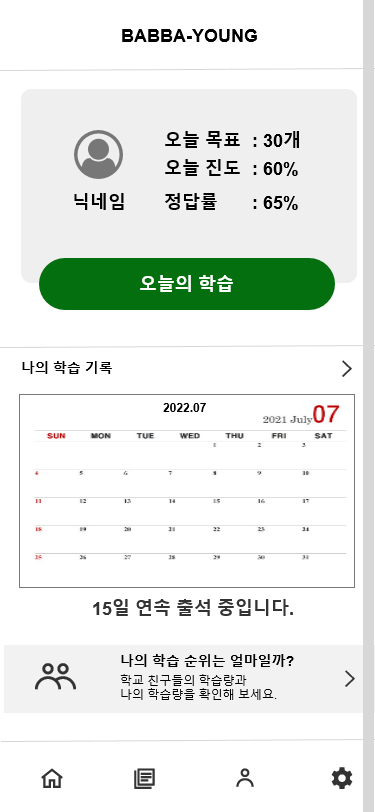 BABBA-YOUNG
오늘 목표 : 30개
오늘 진도 : 60%
닉네임 정답률 : 65%
오늘의 학습
나의 학습 기록
2022.07
2021 July 07
SUN MON TUE WED THU FRI SAT
1 2 3
4 5 6 7 8 9 10
11 12 13 14 15 16 17
18 19 20 21 22 23 24
25 26 27 28 29 30 31
15일 연속 출석 중입니다.
나의 학습 순위는 얼마일까?
학교 친구들의 학습량과
나의 학습량을 확인해 보세요.